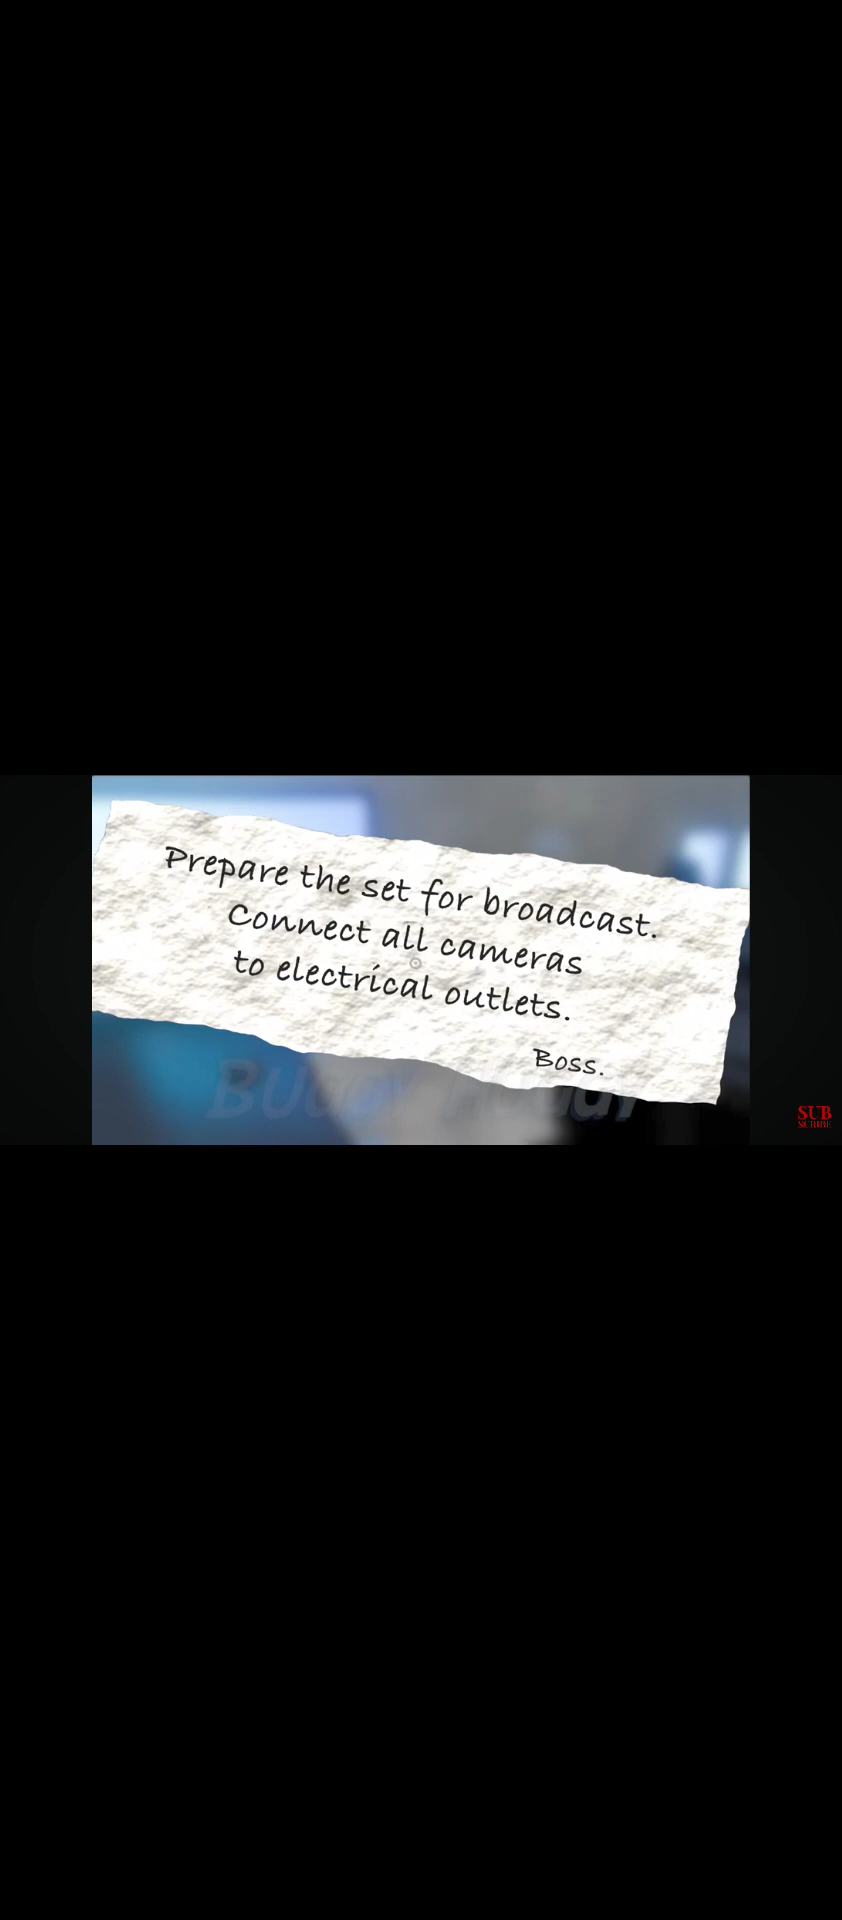 Prepare the set for broadcast.
Connect all cameras
to electrical outlets.
Boss.
SUB